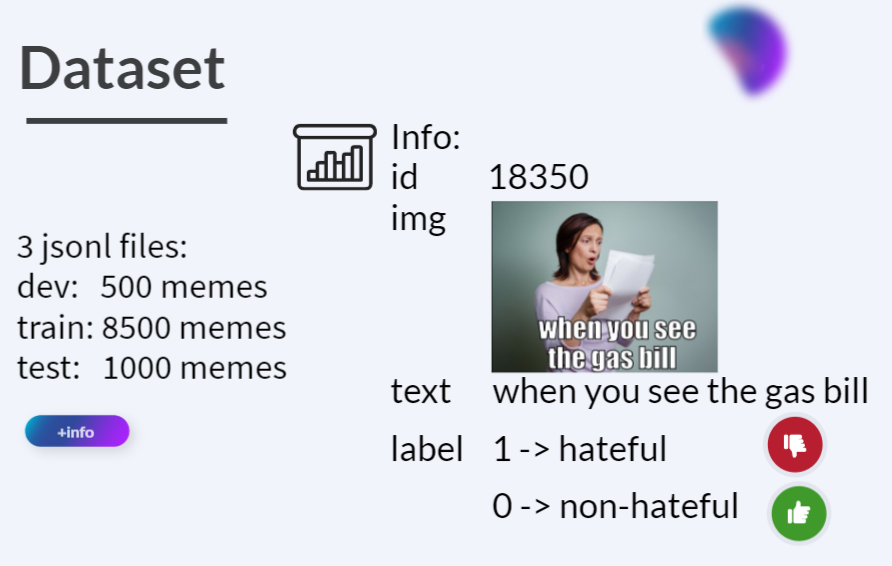 Dataset
3 jsonl files:
dev: 500 memes
train: 8500 memes
test: 1000 memes
+info
Info:
id 18350
img
when you see
the gas bill
text when you see the gas bill
label 1 -> hateful
0 -> non-hateful